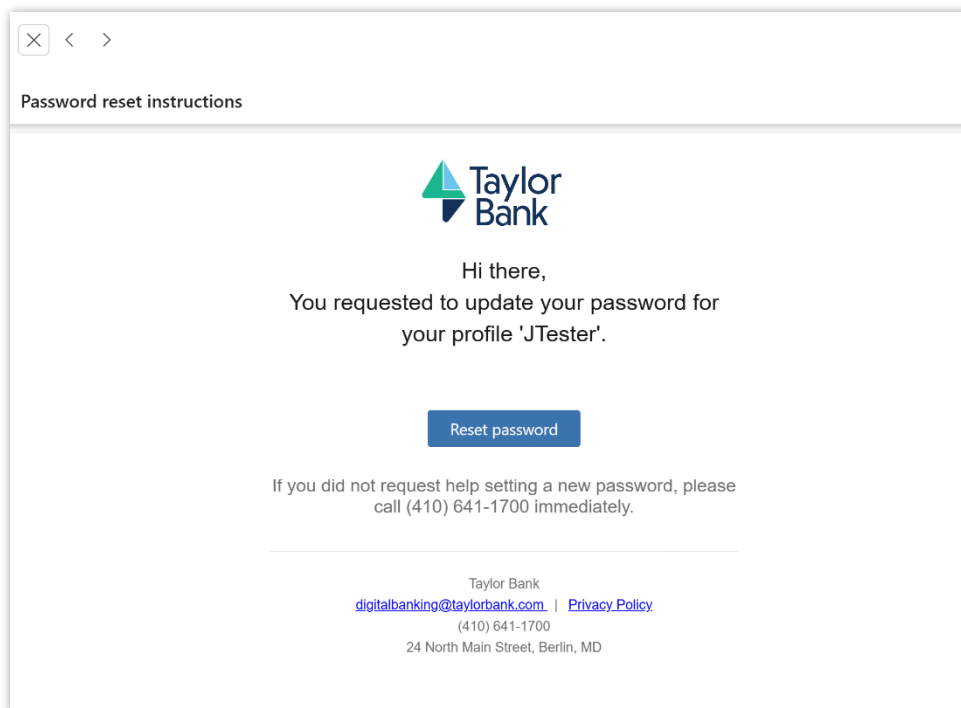 Password reset instructions
Taylor
Bank
Hi there,
You requested to update your password for
your profile 'JTester'.
Reset password
If you did not request help setting a new password, please
call (410) 641-1700 immediately.
Taylor Bank
digitalbanking@taylorbank.com | Privacy Policy
(410) 641-1700
24 North Main Street, Berlin, MD